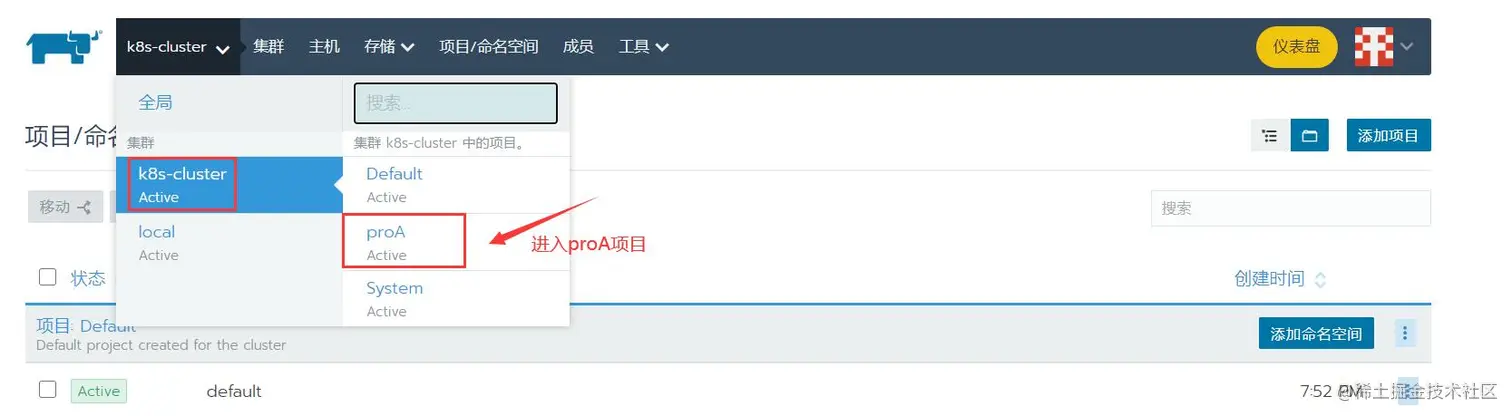 k8s-cluster 集群 主机 存储 项目/命名空间 成员 工具 仪表盘
全局 搜索...
项目/命名
集群 集群 k8s-cluster 中的项目。 添加项目
k8s-cluster Default
Active Active
移动 搜索
local proA
Active Active
进入proA项目
状态 创建时间
System
Active
项目: Default
Default project created for the cluster 添加命名空间
Active default 7:52 PM
@稀土掘金技术社区